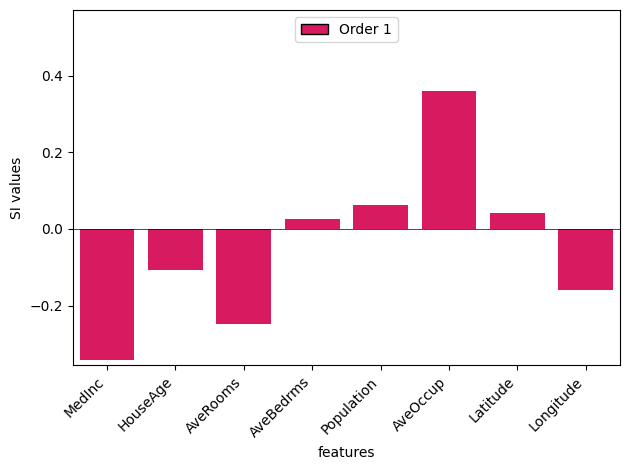 Order 1
SI values
0.4
0.2
0.0
−0.2
MedInc
HouseAge
AveRooms
AveBedrms
Population
AveOccup
Latitude
Longitude
features